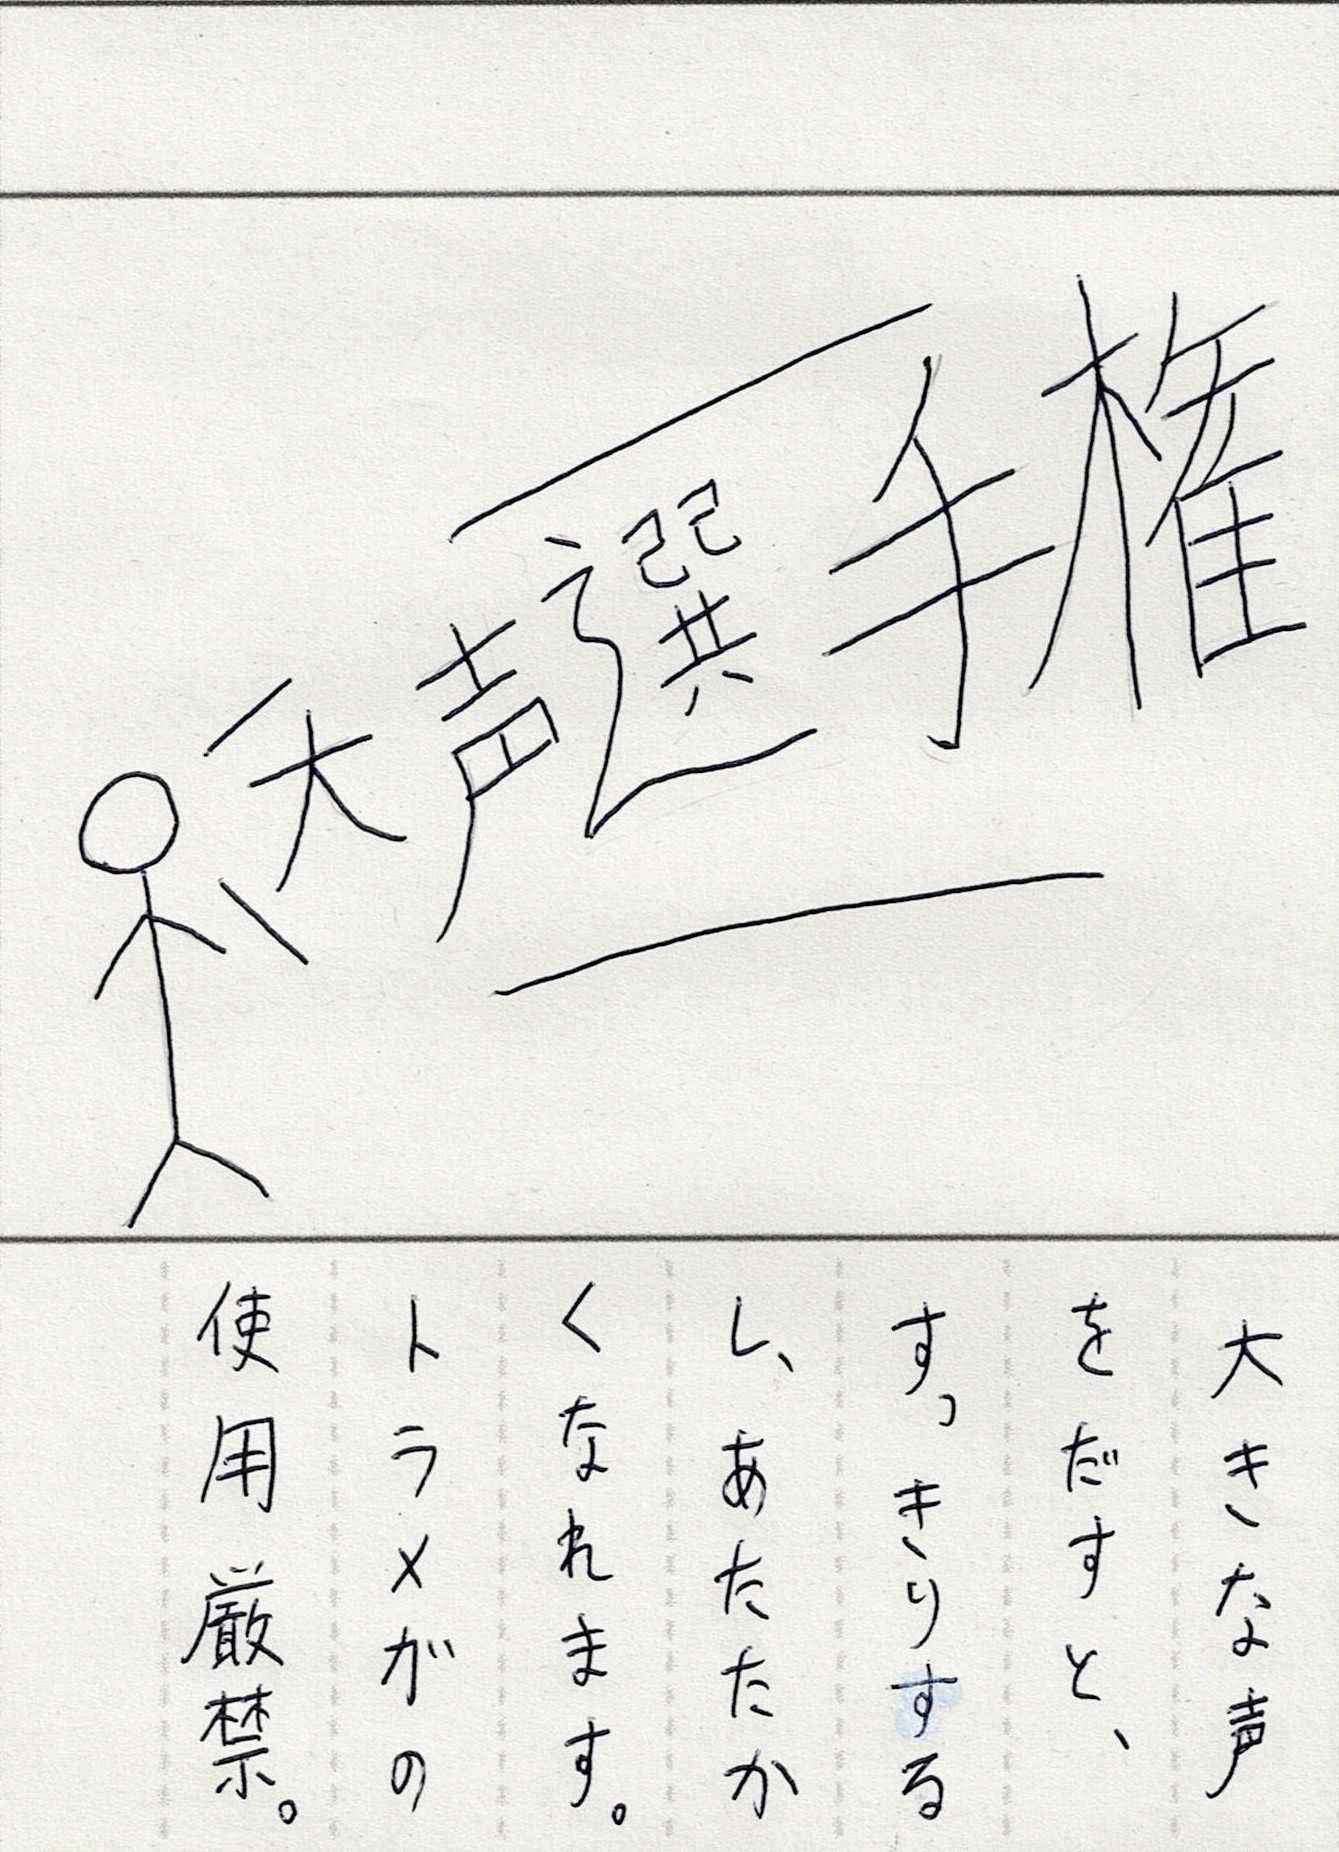 大声選手権
大きな声
をだすと、
すっきりする
し、あたたか
くなれます。
トラメガの
使用厳禁。